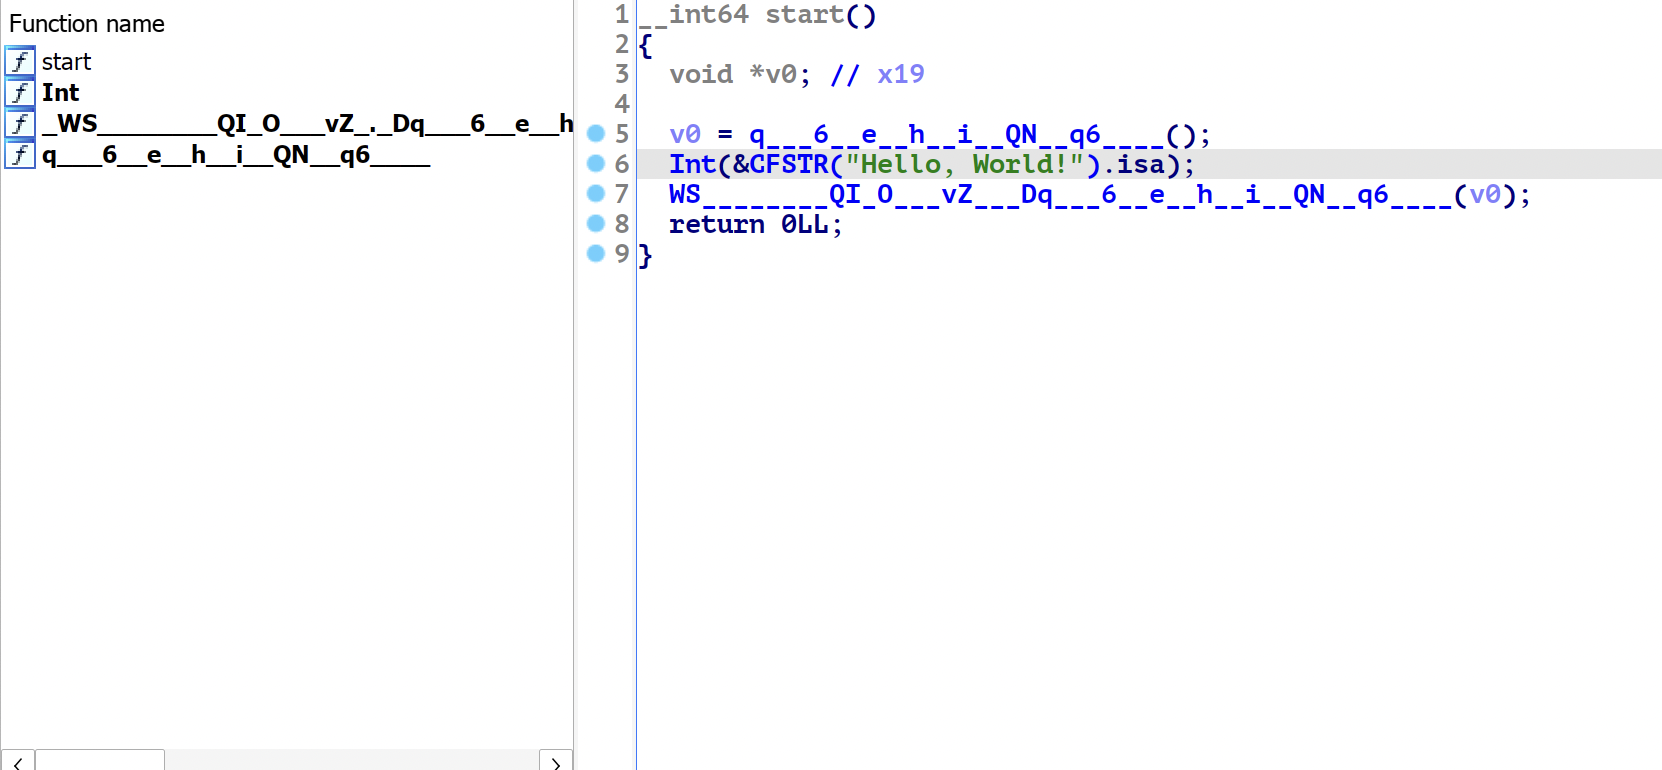 Function name
start
Int
_WS________QI_O___vZ_._Dq___6__e__h
q___6__e__h__i__QN__q6____
1 __int64 start()
2 {
3 void *v0; // x19
4
5 v0 = q___6__e__h__i__QN__q6____();
6 Int(&CFSTR("Hello, World!").isa);
7 WS________QI_O___vZ___Dq___6__e__h__i__QN__q6____(v0);
8 return 0LL;
9 }